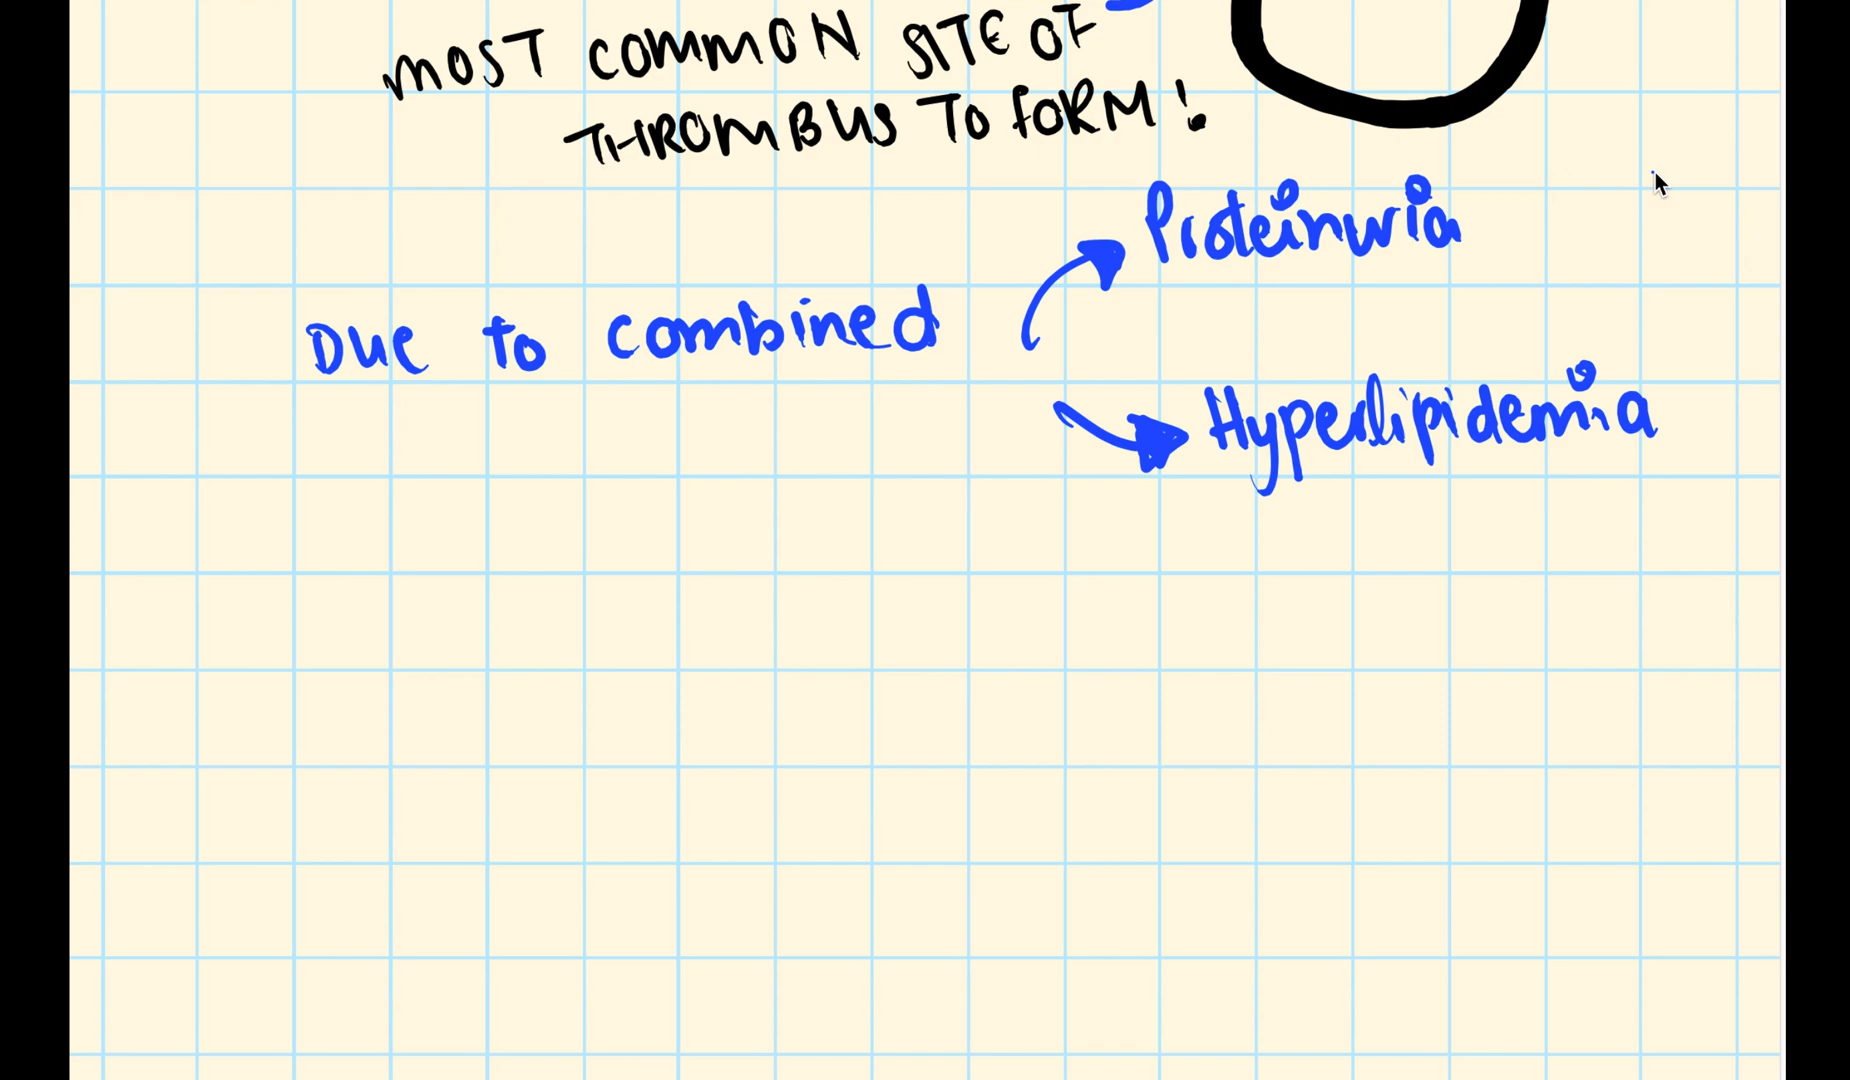 MOST COMMON SITE OF
THROMBUS TO FORM!
Proteinuria
Due to combined
Hyperlipidemia